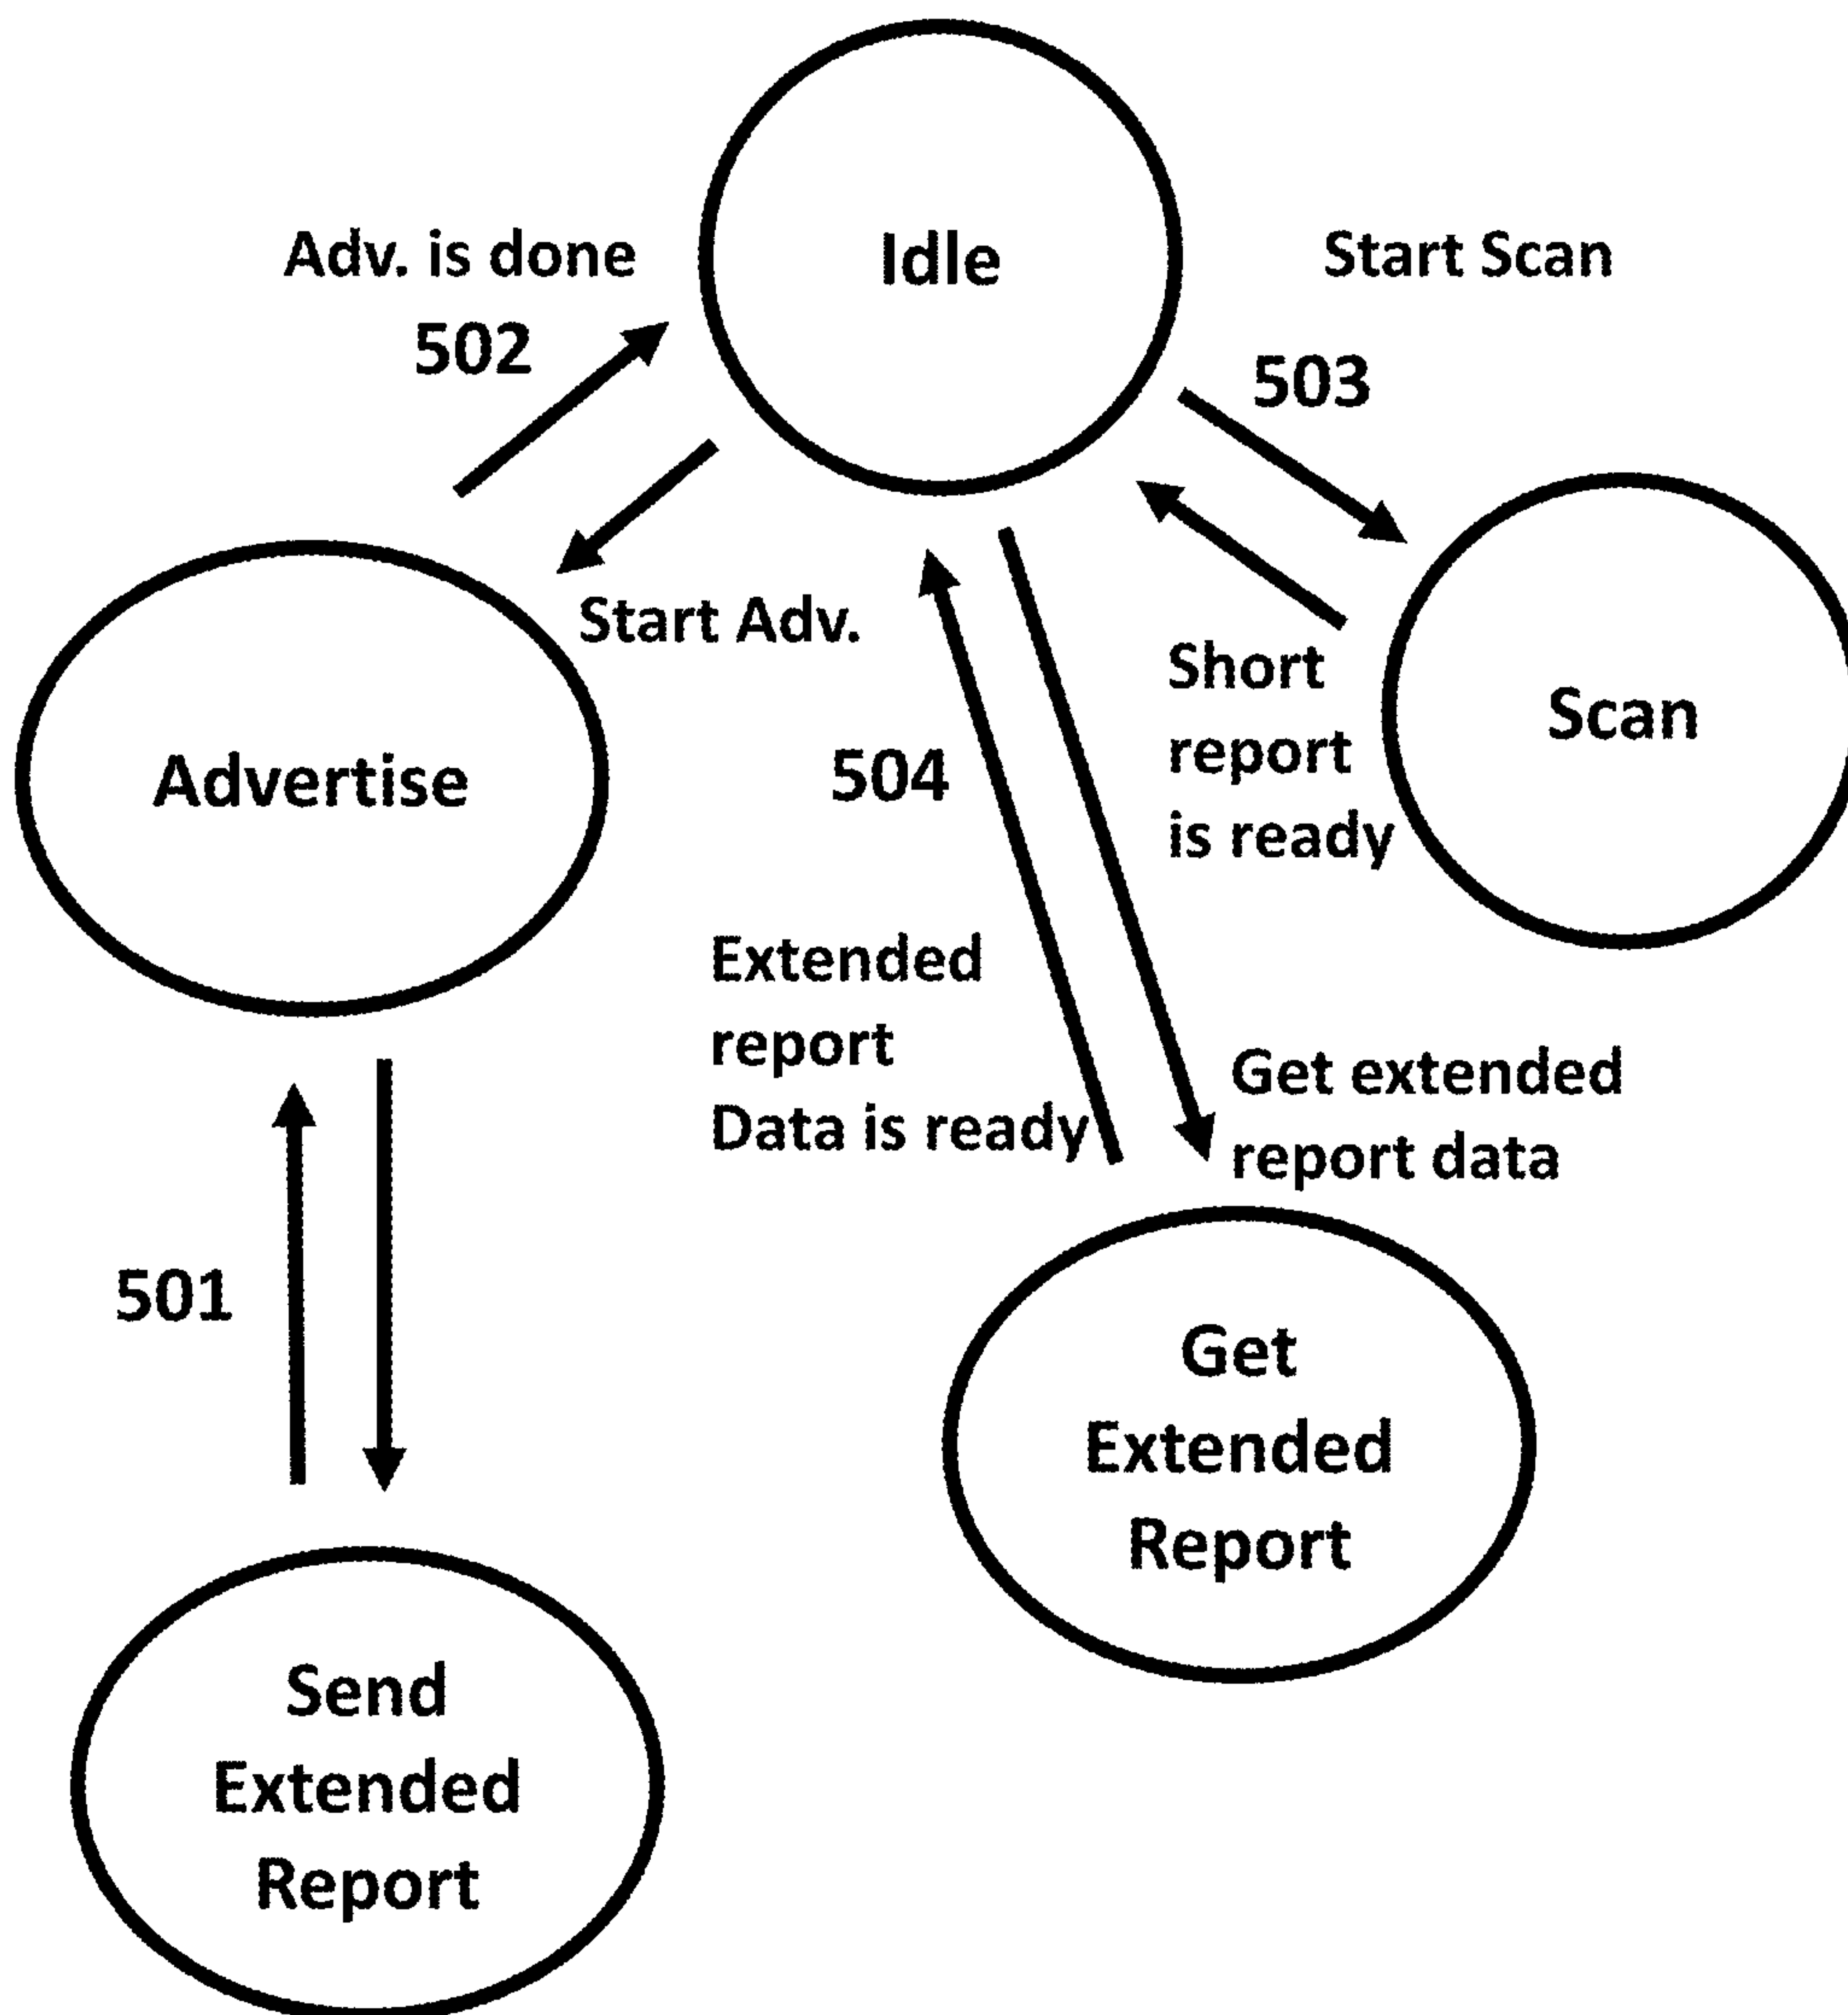 Adv. is done
502
Idle
Start Scan
503
Start Adv.
Advertise
504
Short
report
is ready
Scan
Extended
report
Data is ready
Get extended
report data
501
Get
Extended
Report
Send
Extended
Report